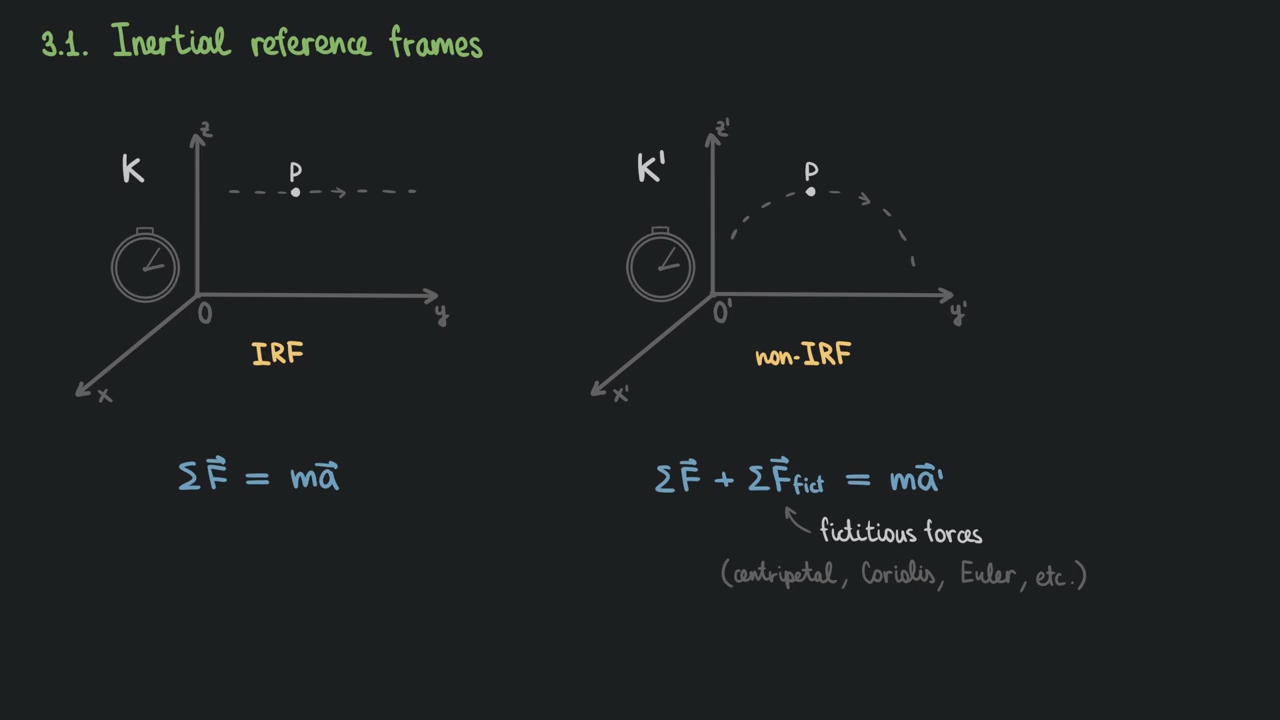 3.1. Inertial reference frames
z
K
P
O
y
x
IRF
z'
K'
P
O'
y'
x'
non-IRF
ΣF⃗ = ma⃗
ΣF⃗ + ΣF⃗fict = ma⃗'
fictitious forces
(centripetal, Coriolis, Euler, etc.)